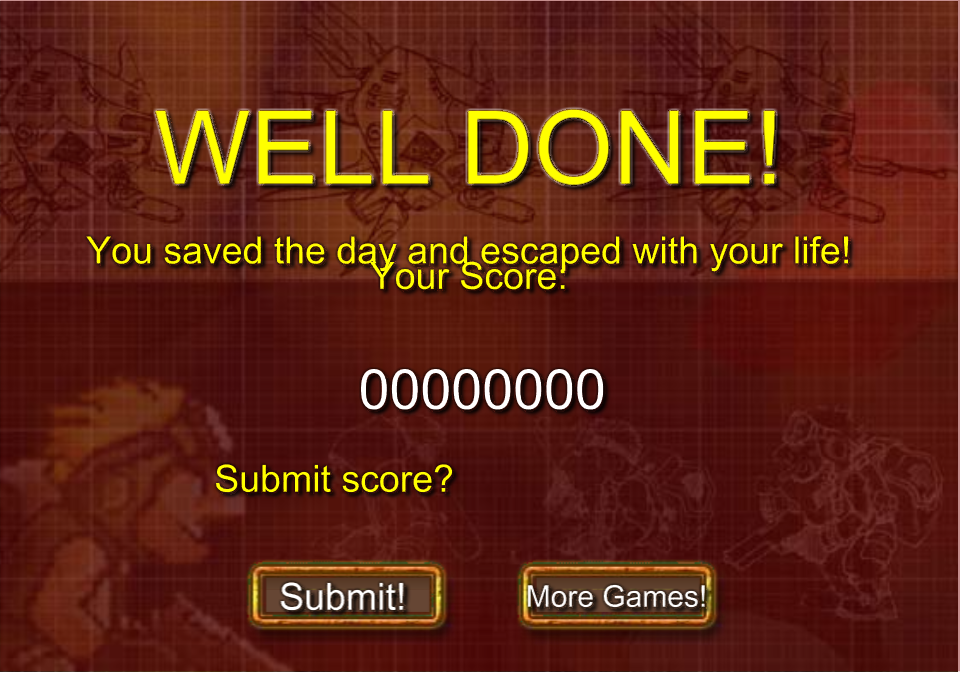 WELL DONE!
You saved the day and escaped with your life!
Your Score:
00000000
Submit score?
Submit!
More Games!